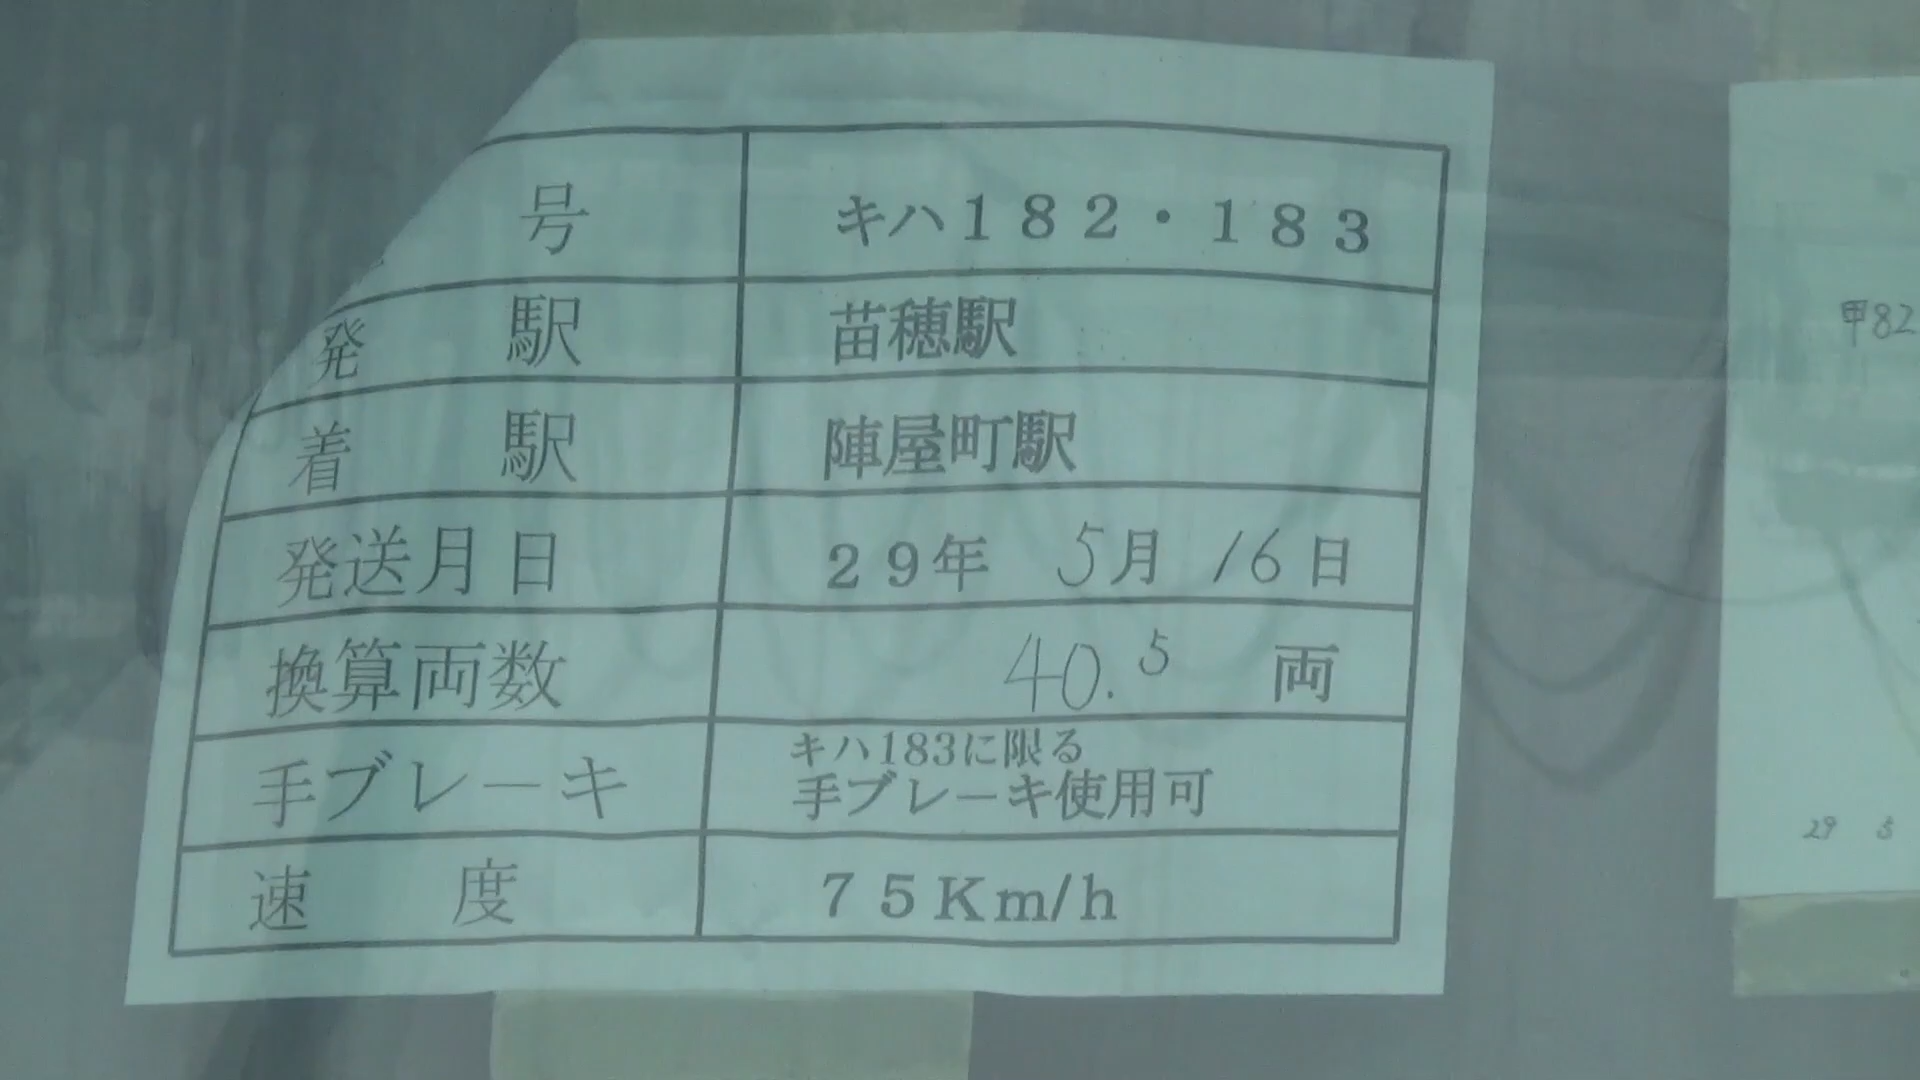 号 キハ182・183
発駅 苗穂駅
着駅 陣屋町駅
発送月日 29年 5月 16日
換算両数 40.5 両
手ブレーキ キハ183に限る
手ブレーキ使用可
速度 75Km/h
甲82
29 5